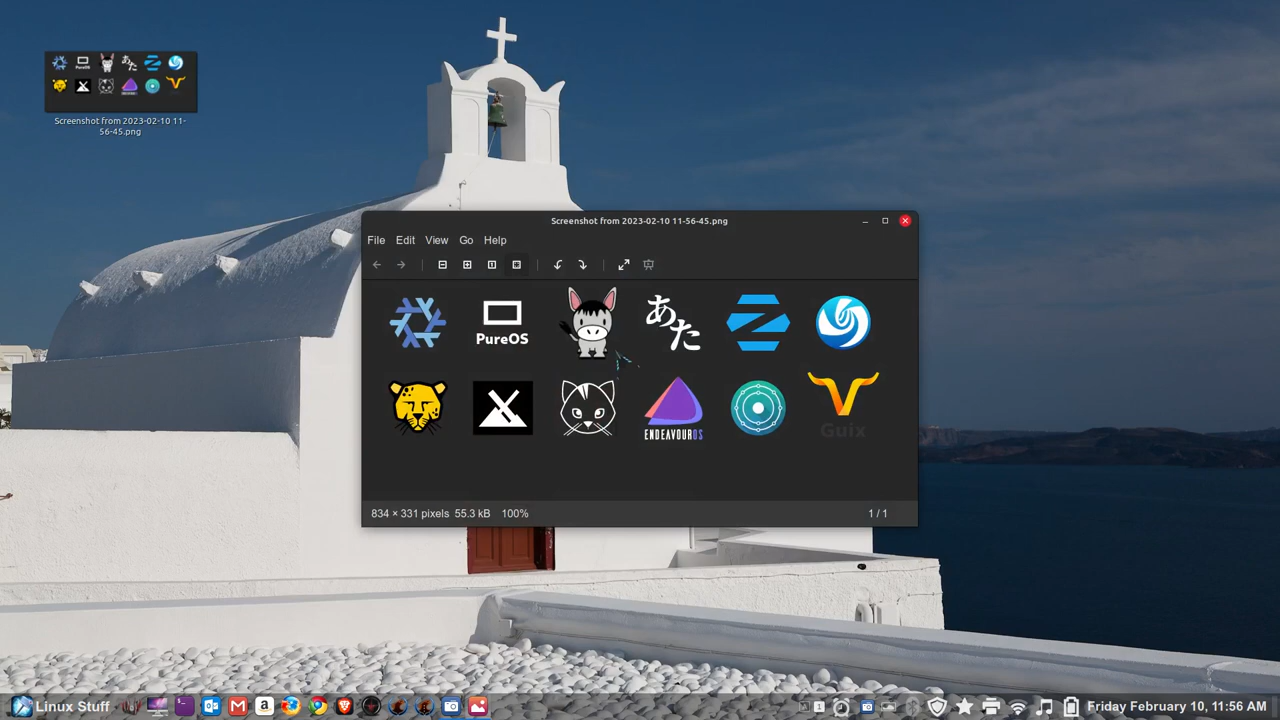 PureOS
Screenshot from 2023-02-10 11-
56-45.png
Screenshot from 2023-02-10 11-56-45.png
File Edit View Go Help
PureOS
あた
ENDEAVOUROS
Guix
834 × 331 pixels 55.3 kB 100%
1 / 1
Linux Stuff
Friday February 10, 11:56 AM